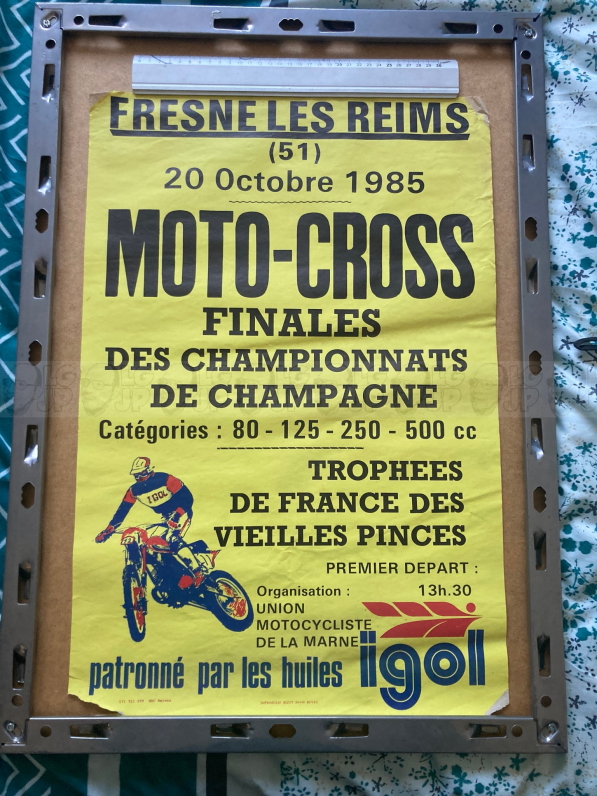 FRESNE LES REIMS
(51)
20 Octobre 1985
MOTO-CROSS
FINALES
DES CHAMPIONNATS
DE CHAMPAGNE
Catégories : 80 - 125 - 250 - 500 cc
TROPHEES
DE FRANCE DES
VIEILLES PINCES
IGOL
PREMIER DEPART :
13h.30
Organisation :
UNION
MOTOCYCLISTE
DE LA MARNE
patronné par les huiles igol